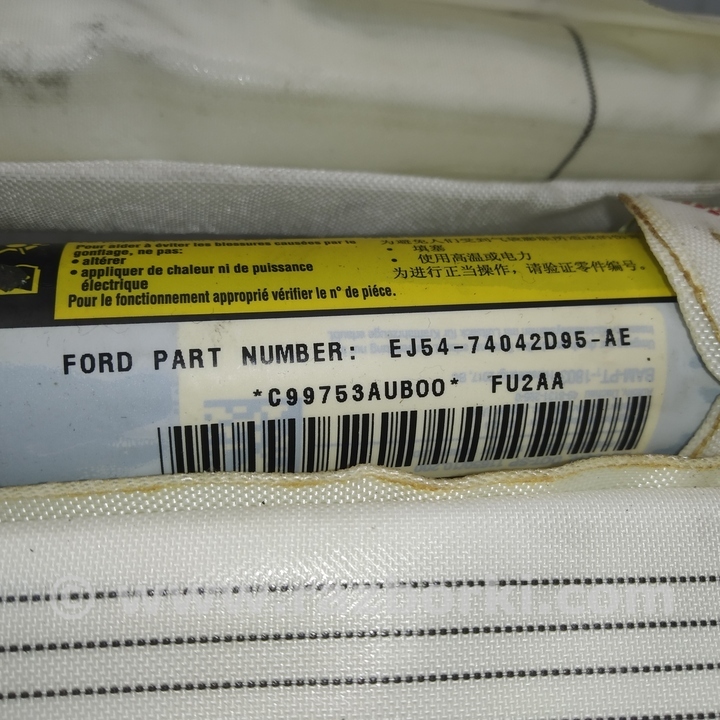 Pour aider à éviter les blessures causées par le
gonflage, ne pas:
• altérer
• appliquer de chaleur ni de puissance
électrique
Pour le fonctionnement approprié vérifier le n° de piéce.
• 填塞
• 使用高温或电力
为进行正当操作，请验证零件编号。
FORD PART NUMBER: EJ54-74042D95-AE
*C99753AUB00* FU2AA